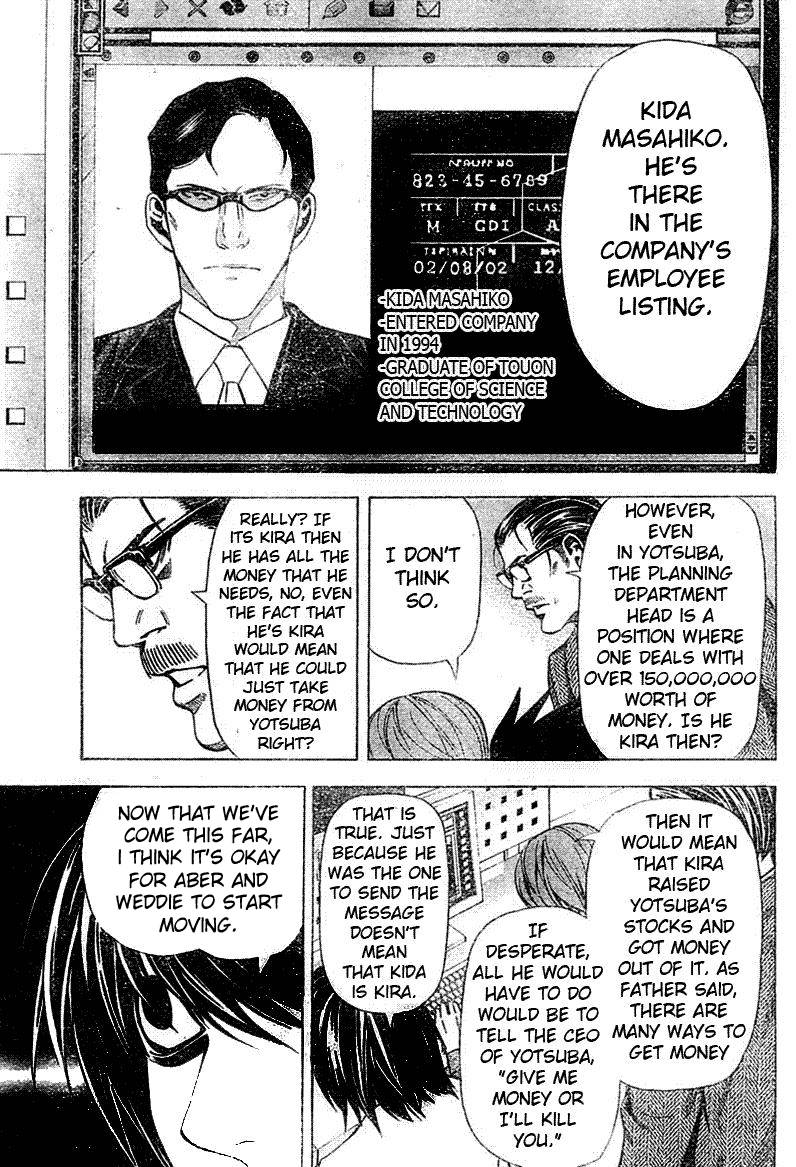 KIDA
MASAHIKO.
HE'S
THERE
IN THE
COMPANY'S
EMPLOYEE
LISTING.
823-45-6789
CLAS
M
GDI
A
02/08/02
12/
-KIDA MASAHIKO
-ENTERED COMPANY
IN 1994
-GRADUATE OF TOUON
COLLEGE OF SCIENCE
AND TECHNOLOGY
HOWEVER,
EVEN
IN YOTSUBA,
THE PLANNING
DEPARTMENT
HEAD IS A
POSITION WHERE
ONE DEALS WITH
OVER 150,000,000
WORTH OF
MONEY. IS HE
KIRA THEN?
I DON'T
THINK
SO.
REALLY? IF
ITS KIRA THEN
HE HAS ALL THE
MONEY THAT HE
NEEDS, NO, EVEN
THE FACT THAT
HE'S KIRA
WOULD MEAN
THAT HE COULD
JUST TAKE
MONEY FROM
YOTSUBA
RIGHT?
THEN IT
WOULD MEAN
THAT KIRA
RAISED
YOTSUBA'S
STOCKS AND
GOT MONEY
OUT OF IT. AS
FATHER SAID,
THERE ARE
MANY WAYS TO
GET MONEY
IF
DESPERATE,
ALL HE WOULD
HAVE TO DO
WOULD BE TO
TELL THE CEO
OF YOTSUBA,
"GIVE ME
MONEY OR
I'LL KILL
YOU."
THAT IS
TRUE. JUST
BECAUSE HE
WAS THE ONE
TO SEND THE
MESSAGE
DOESN'T
MEAN
THAT KIDA
IS KIRA.
NOW THAT WE'VE
COME THIS FAR,
I THINK IT'S OKAY
FOR ABER AND
WEDDIE TO START
MOVING.